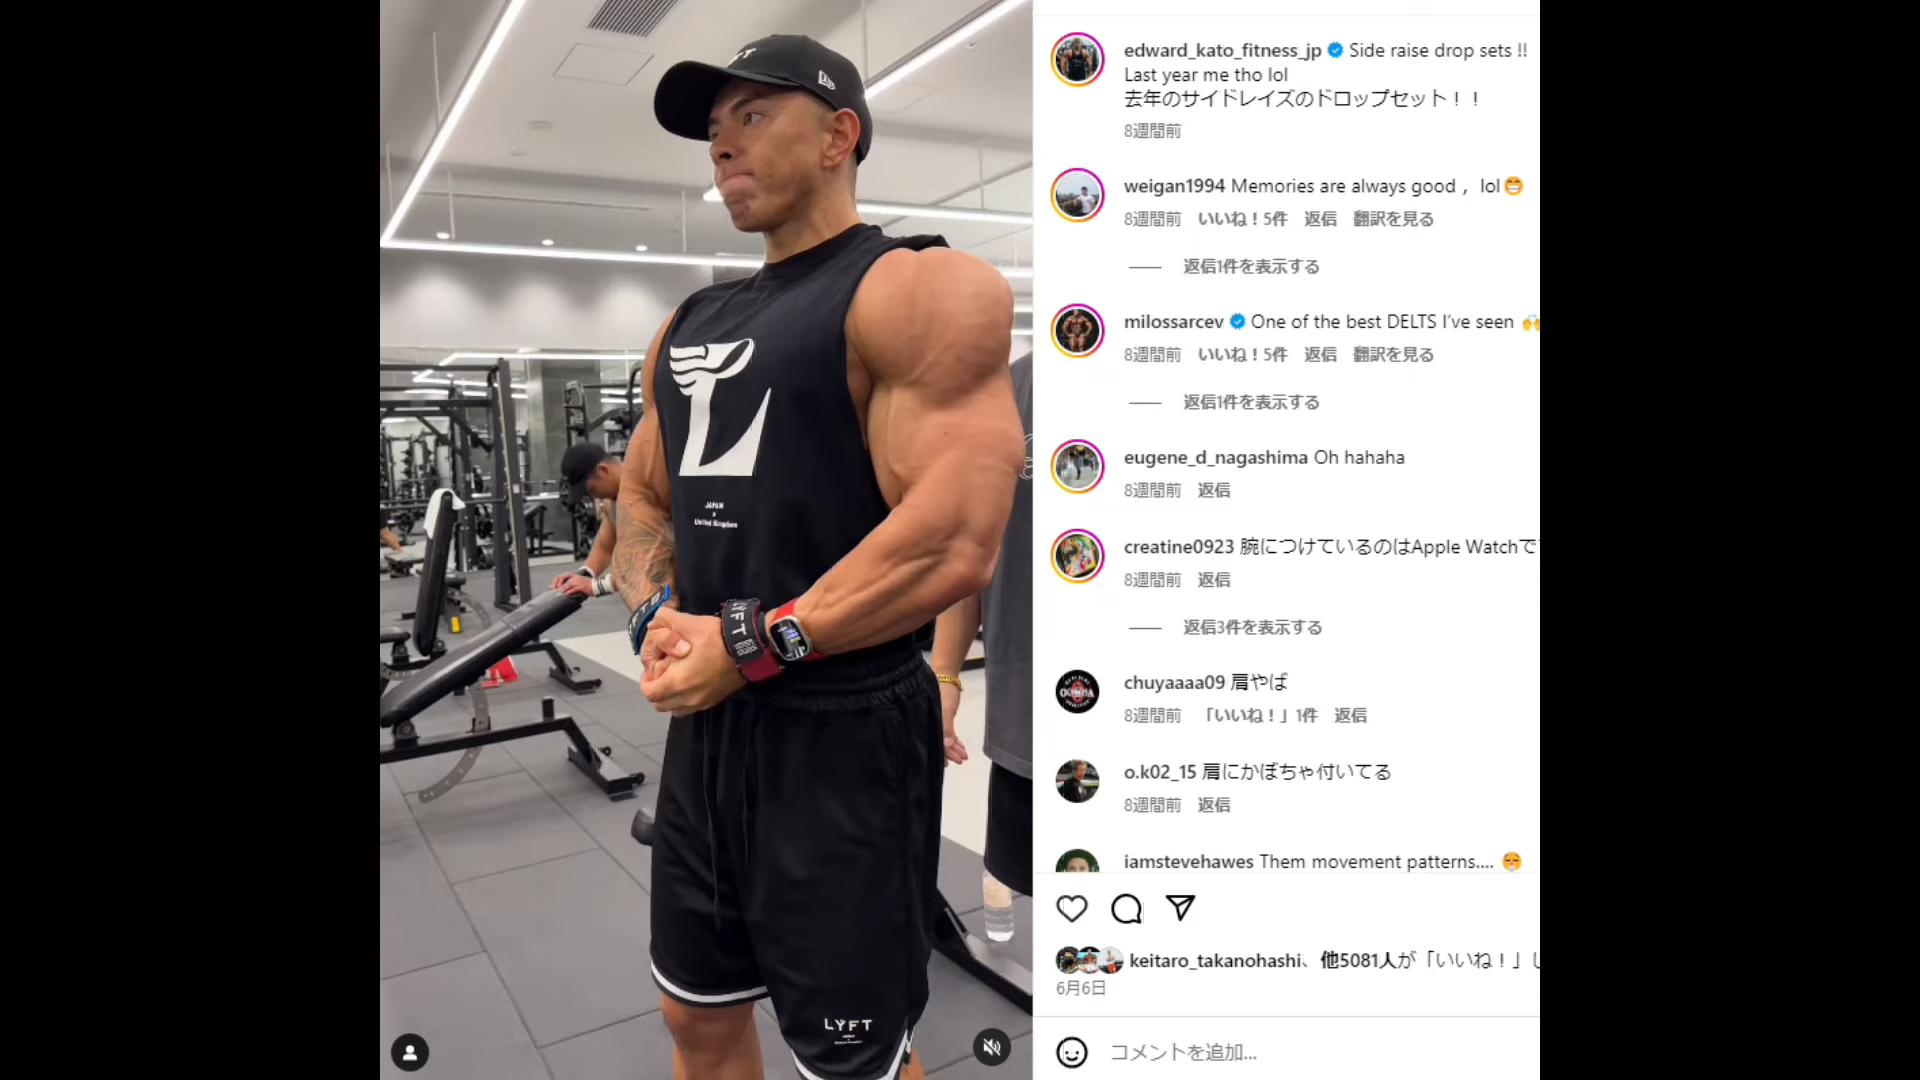 LYFT
JAPAN
x
United Kingdom
LYFT
LYFT
edward_kato_fitness_jp Side raise drop sets !!
Last year me tho lol
去年のサイドレイズのドロップセット！！
8週間前
weigan1994 Memories are always good ，lol😁
8週間前 いいね！5件 返信 翻訳を見る
返信1件を表示する
milossarcev One of the best DELTS I’ve seen 🙌
8週間前 いいね！5件 返信 翻訳を見る
返信1件を表示する
eugene_d_nagashima Oh hahaha
8週間前 返信
creatine0923 腕につけているのはApple Watchで
8週間前 返信
返信3件を表示する
chuyaaaa09 肩やば
8週間前 「いいね！」1件 返信
o.k02_15 肩にかぼちゃ付いてる
8週間前 返信
iamstevehawes Them movement patterns....
keitaro_takanohashi、他5081人が「いいね！」し
6月6日
コメントを追加...